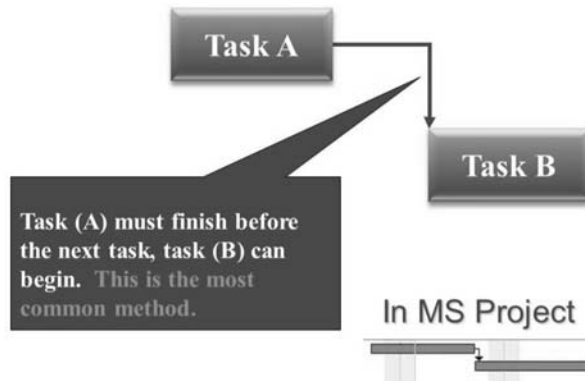 Task A
Task B
Task (A) must finish before
the next task, task (B) can
begin. This is the most
common method.
In MS Project